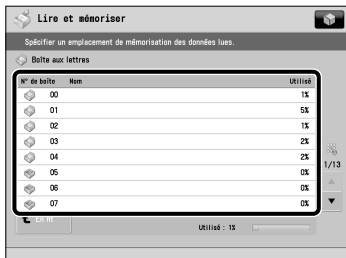 Lire et mémoriser
Spécifier un emplacement de mémorisation des données lues.
Boîte aux lettres
N° de boîte Nom Utilisé
00 1%
01 5%
02 1%
03 2%
04 2%
05 0%
06 0%
07 0%
1/13
En ht
Utilisé : 1%